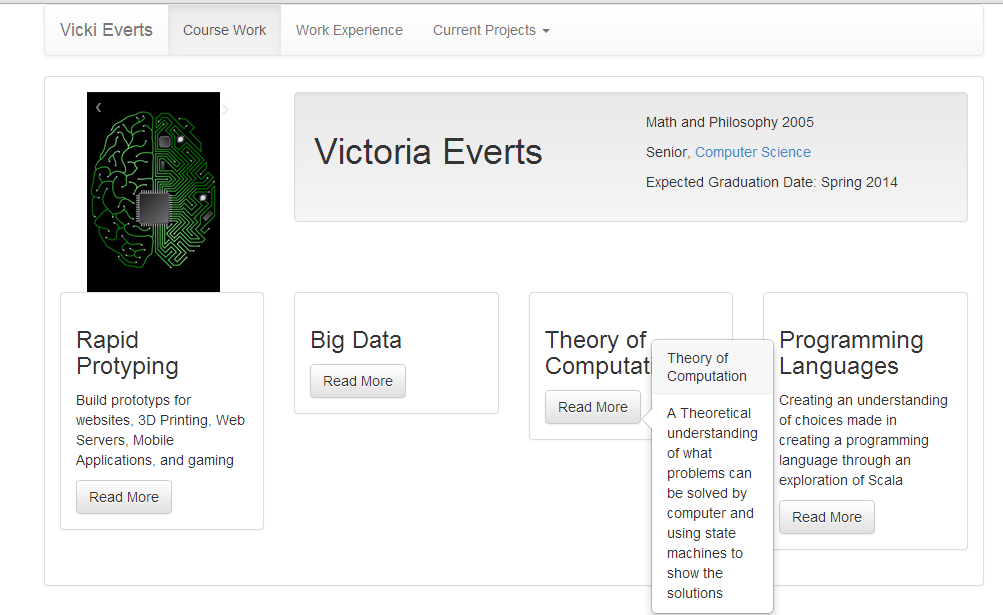 Vicki Everts
Course Work
Work Experience
Current Projects
Victoria Everts
Math and Philosophy 2005
Senior, Computer Science
Expected Graduation Date: Spring 2014
Rapid
Protyping
Build prototyps for
websites, 3D Printing, Web
Servers, Mobile
Applications, and gaming
Read More
Big Data
Read More
Theory of
Computati
Read More
Theory of
Computation
A Theoretical
understanding
of what
problems can
be solved by
computer and
using state
machines to
show the
solutions
Programming
Languages
Creating an understanding
of choices made in
creating a programming
language through an
exploration of Scala
Read More